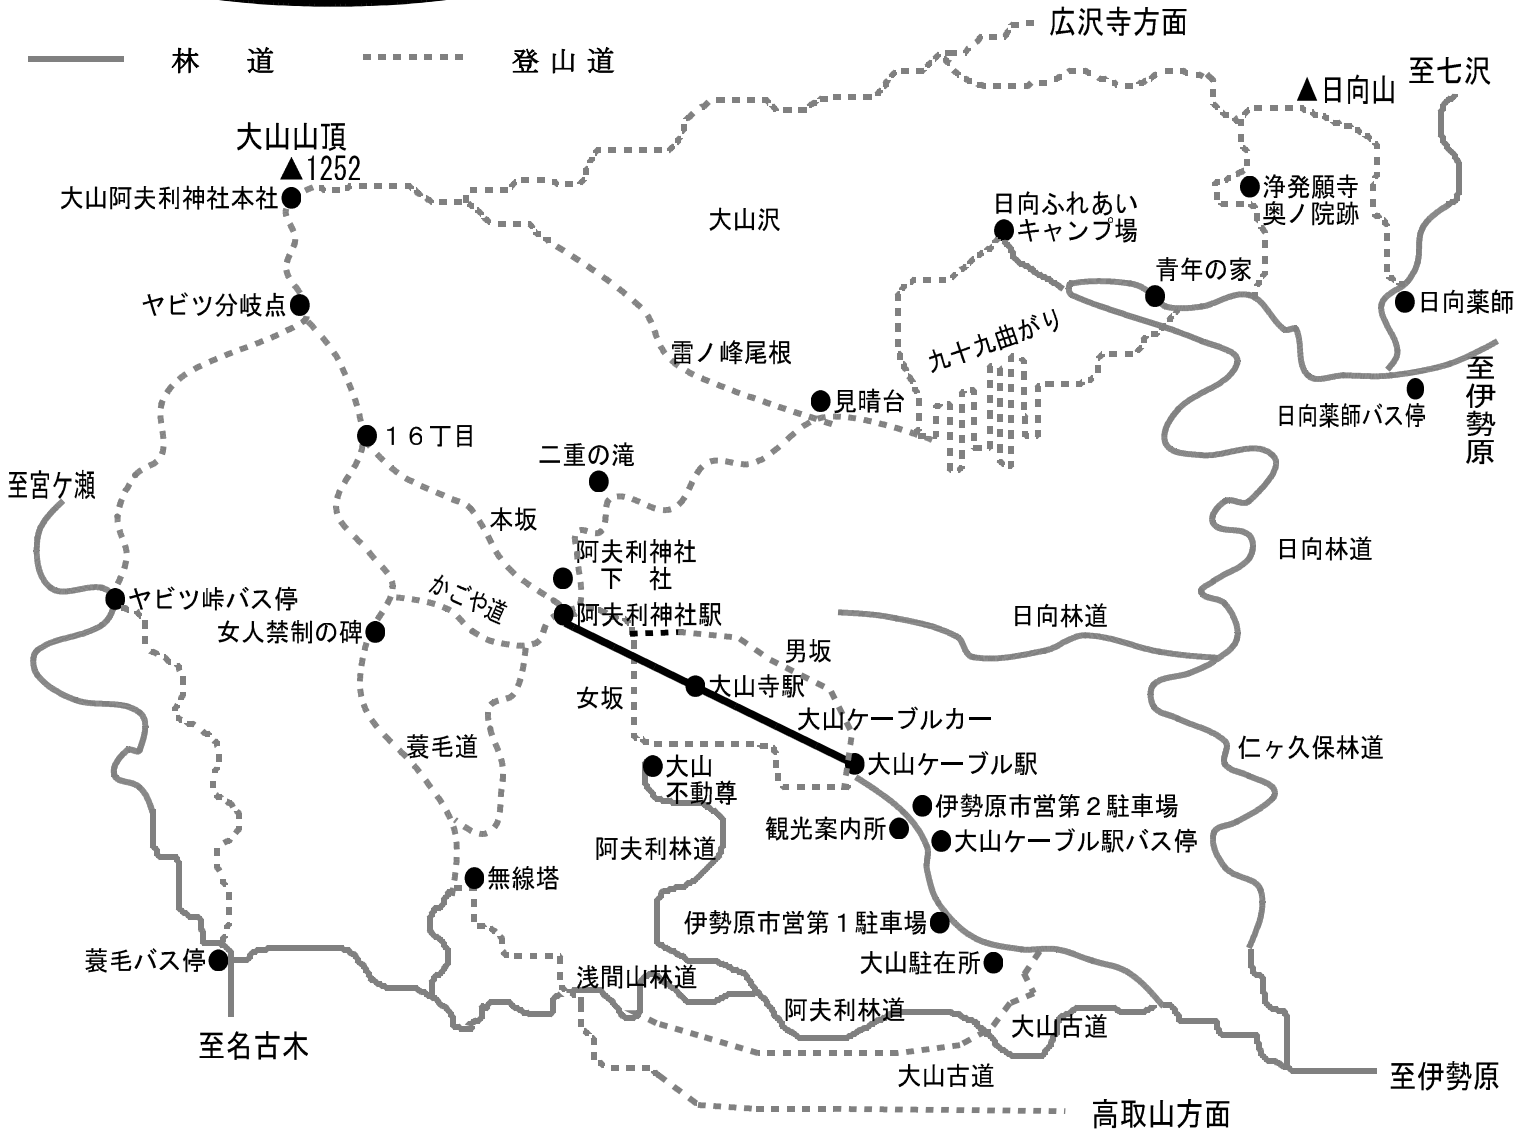 林　道
登山道
広沢寺方面
至七沢
▲日向山
大山山頂
▲1252
大山阿夫利神社本社
浄発願寺
奥ノ院跡
日向ふれあい
キャンプ場
大山沢
青年の家
日向薬師
ヤビツ分岐点
九十九曲がり
雷ノ峰尾根
至伊勢原
見晴台
日向薬師バス停
１６丁目
二重の滝
至宮ケ瀬
本坂
阿夫利神社
下　社
日向林道
かごや道
ヤビツ峠バス停
阿夫利神社駅
日向林道
女人禁制の碑
男坂
大山寺駅
女坂
大山ケーブルカー
蓑毛道
仁ヶ久保林道
大山
不動尊
大山ケーブル駅
伊勢原市営第２駐車場
観光案内所
大山ケーブル駅バス停
阿夫利林道
無線塔
伊勢原市営第１駐車場
蓑毛バス停
大山駐在所
浅間山林道
阿夫利林道
大山古道
至名古木
大山古道
至伊勢原
高取山方面